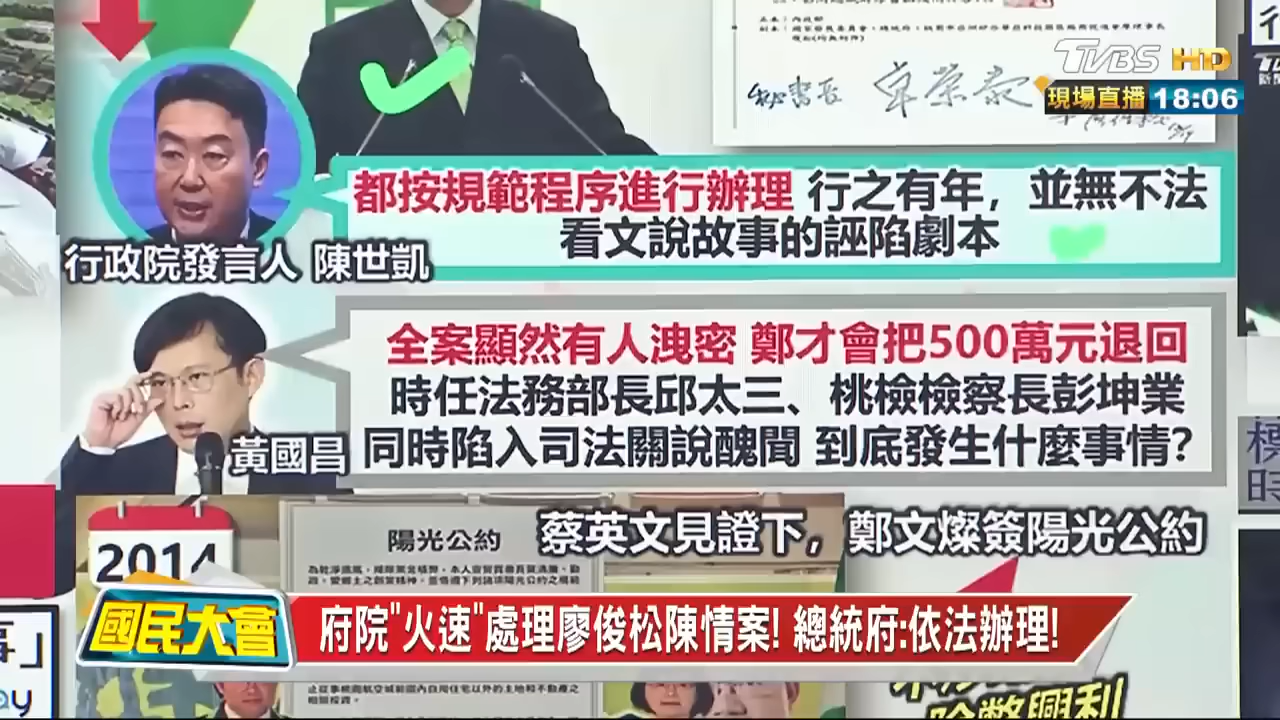 TVBS HD
現場直播 18:06
秘書長 卓榮泰
都按規範程序進行辦理 行之有年，並無不法
看文說故事的誣陷劇本
行政院發言人 陳世凱
全案顯然有人洩密 鄭才會把500萬元退回
時任法務部長邱太三、桃檢檢察長彭坤業
同時陷入司法關說醜聞 到底發生什麼事情?
黃國昌
蔡英文見證下，鄭文燦簽陽光公約
陽光公約
2014
國民大會
府院"火速"處理廖俊松陳情案! 總統府:依法辦理!